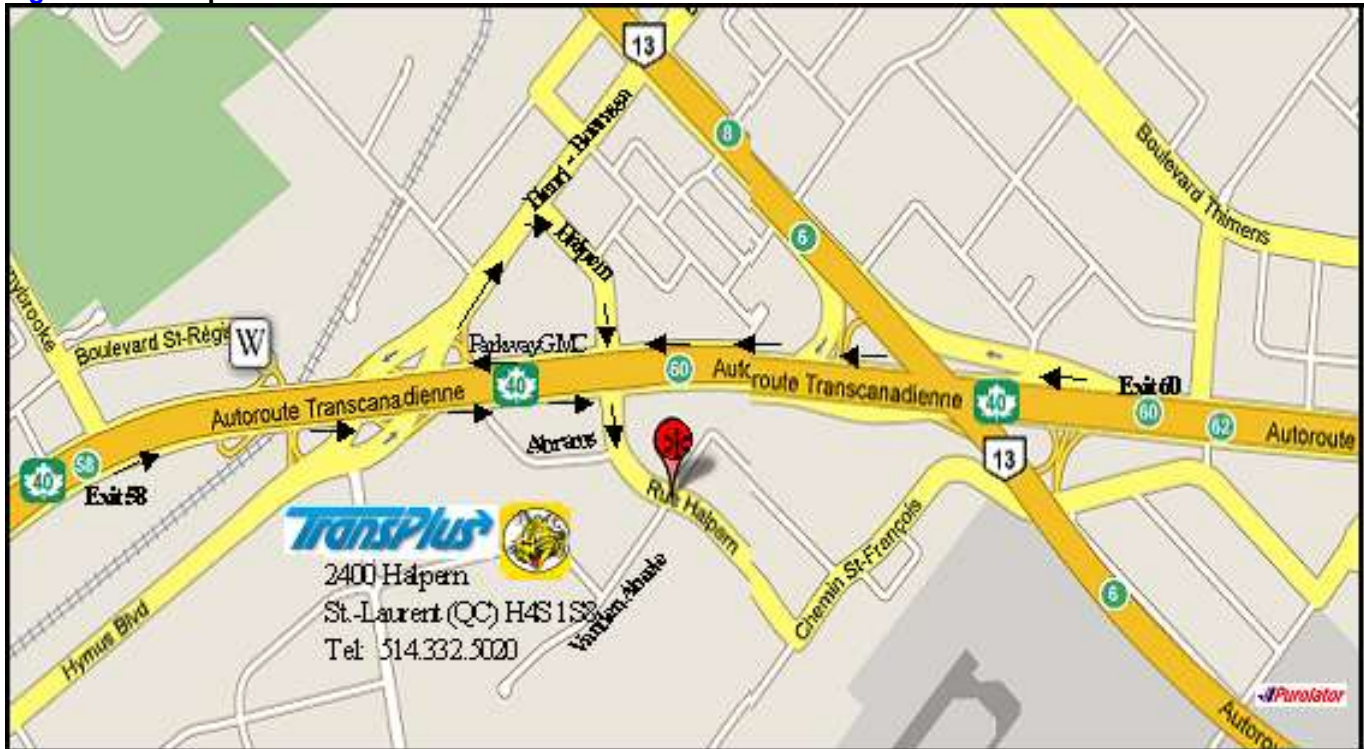 13
8
Boulevard Thimens
Henri - Bourassa
6
Halpern
nybrooke
Boulevard St-Régis
W
Parkway GMC
40
60
Autoroute Transcanadienne
Autoroute Transcanadienne
40
Exit 60
60
62
Autoroute
58
40
Exit 58
Abrams
13
Rue Halpern
TransPlus
2400 Halpern
St.-Laurent (QC) H4S 1S8
Tel: 514.332.5020
Chemin St-François
6
Hymus Blvd
Purolator